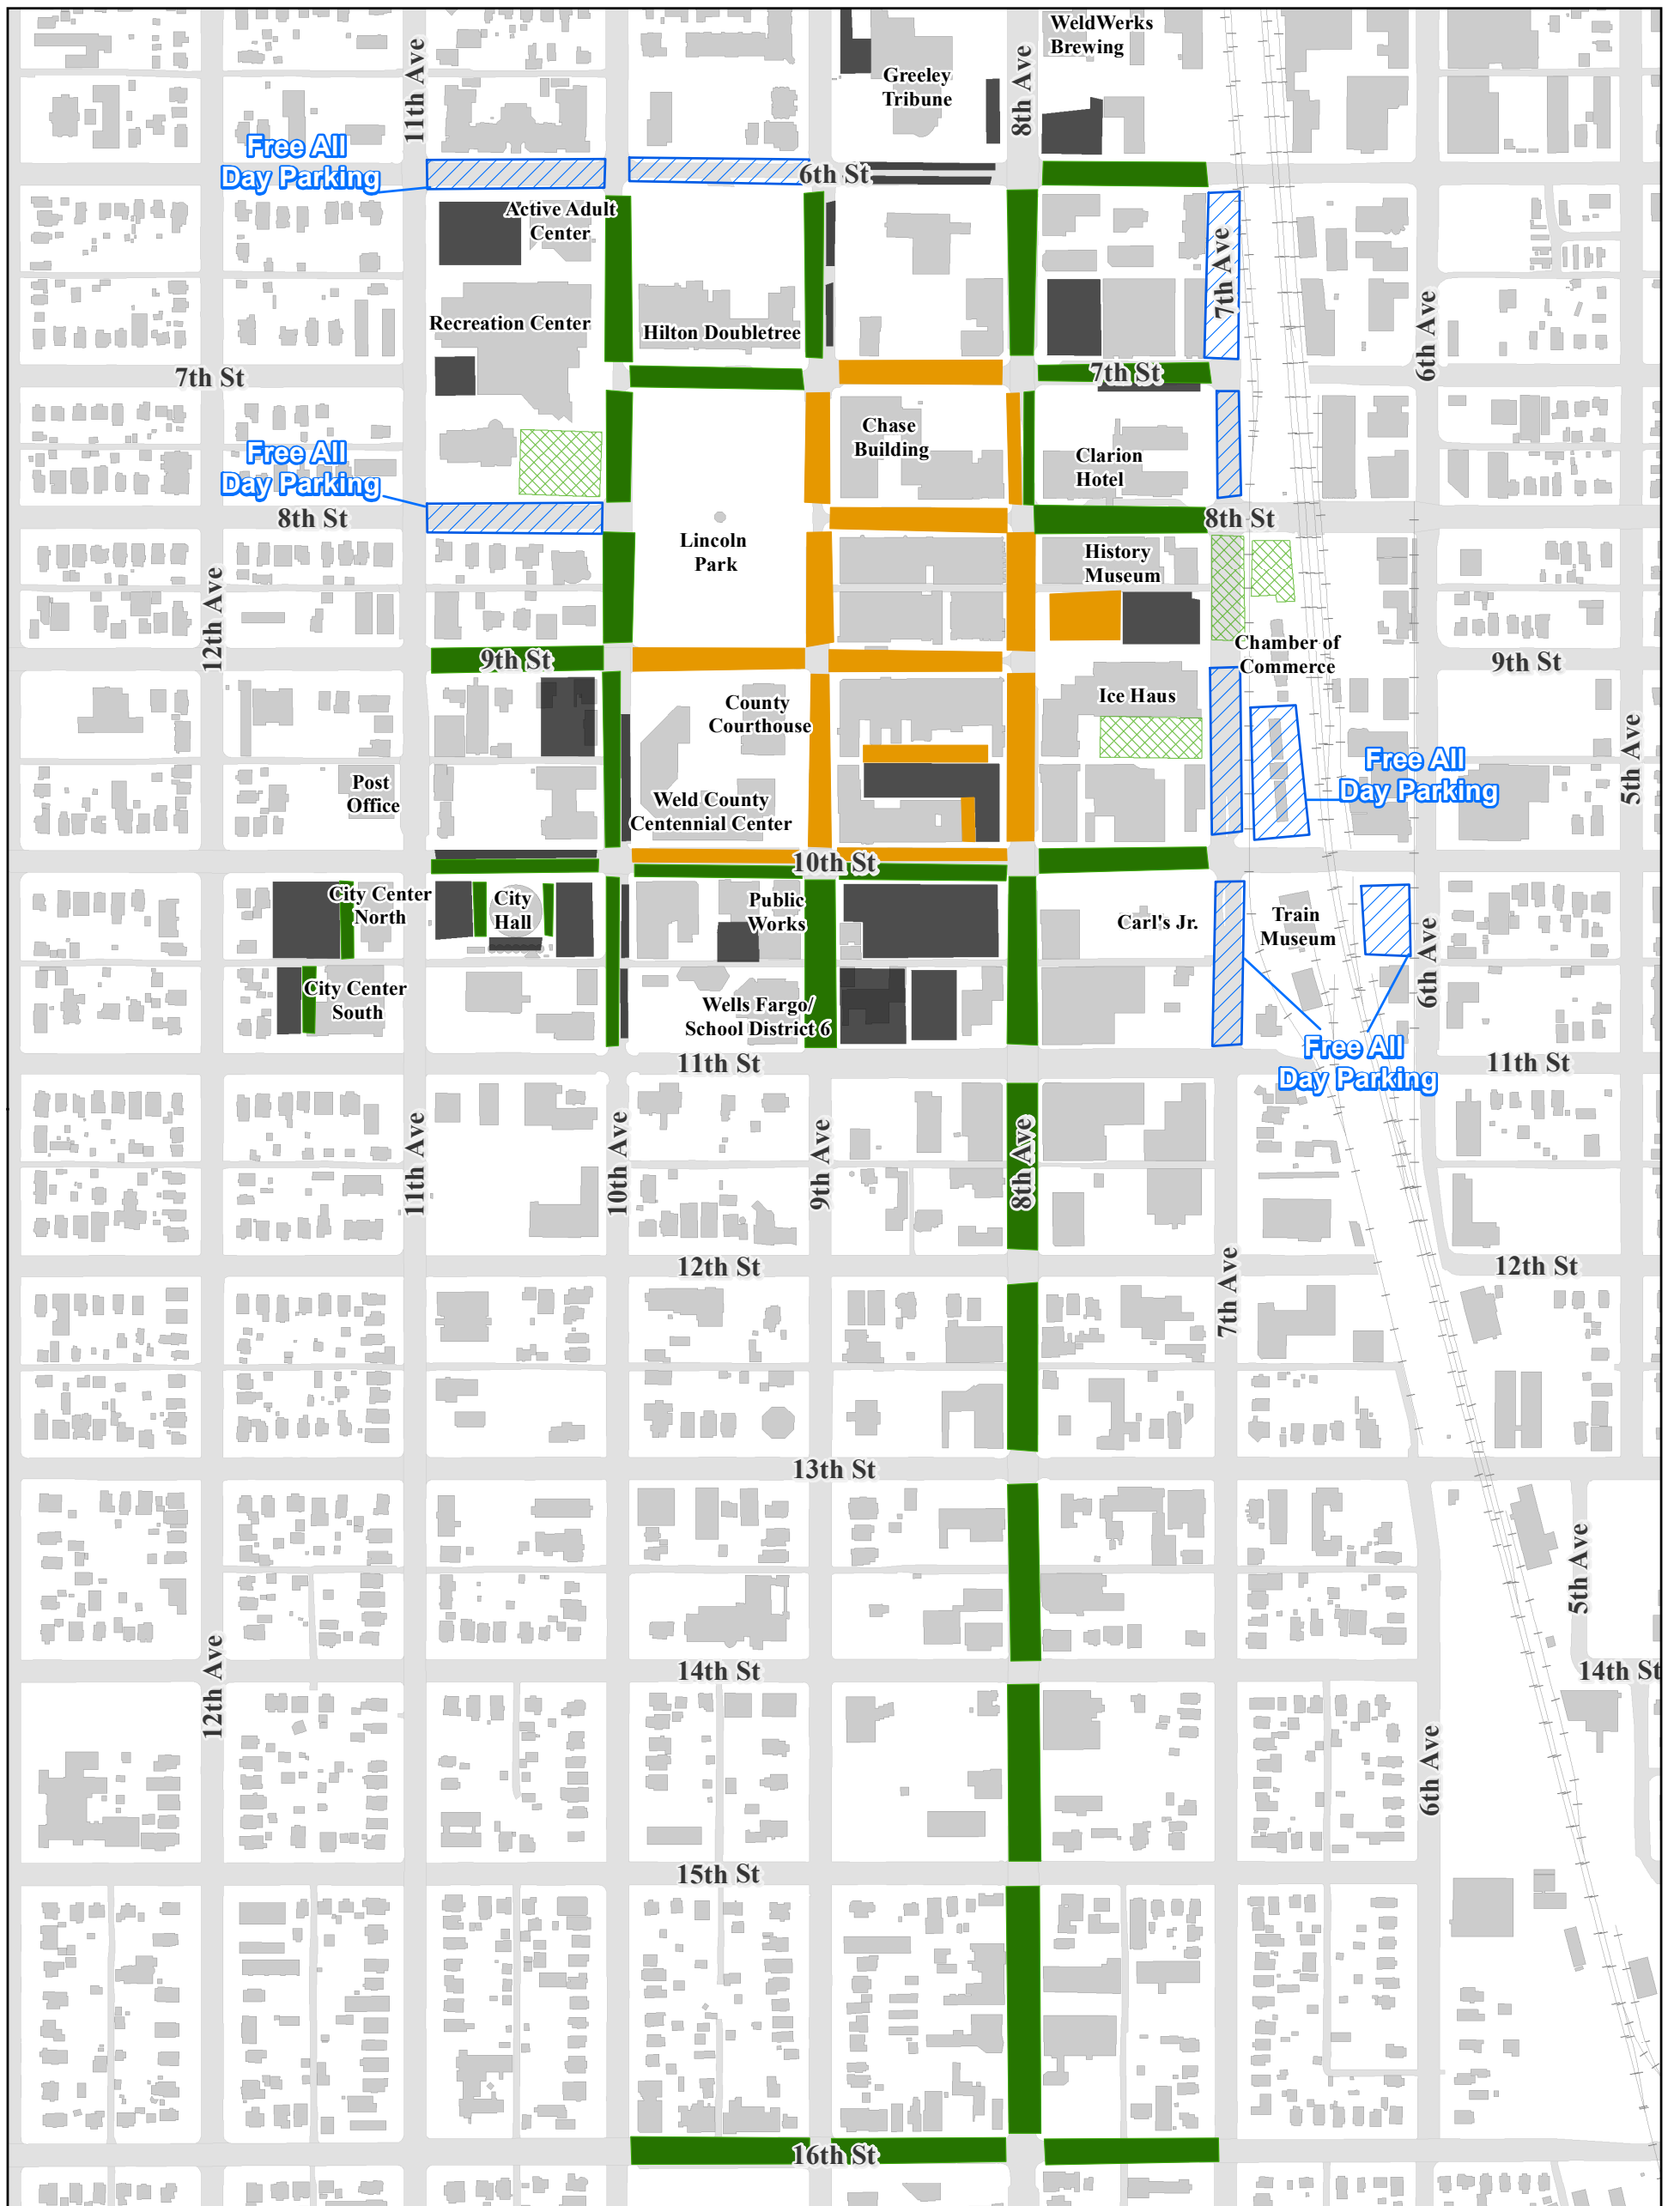 WeldWerks
Brewing
11th Ave
8th Ave
Greeley
Tribune
Free All
Day Parking
6th St
Active Adult
Center
7th Ave
6th Ave
Recreation Center
Hilton Doubletree
7th St
7th St
Chase
Building
Clarion
Hotel
Free All
Day Parking
8th St
8th St
Lincoln
Park
History
Museum
12th Ave
Chamber of
Commerce
9th St
9th St
Ice Haus
County
Courthouse
5th Ave
Free All
Day Parking
Post
Office
Weld County
Centennial Center
10th St
City Center
North
City
Hall
Public
Works
Carl's Jr.
Train
Museum
6th Ave
City Center
South
Wells Fargo/
School District 6
Free All
Day Parking
11th St
11th St
11th Ave
10th Ave
9th Ave
8th Ave
12th St
12th St
7th Ave
13th St
5th Ave
12th Ave
14th St
14th St
6th Ave
15th St
16th St